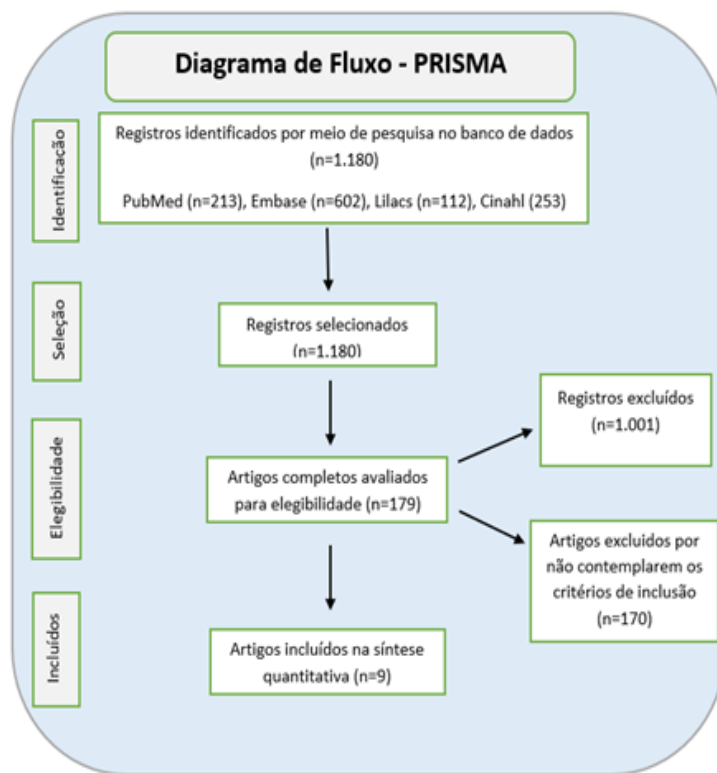 Diagrama de Fluxo - PRISMA
Identificação
Registros identificados por meio de pesquisa no banco de dados
(n=1.180)
PubMed (n=213), Embase (n=602), Lilacs (n=112), Cinahl (253)
Seleção
Registros selecionados
(n=1.180)
Registros excluídos
(n=1.001)
Elegibilidade
Artigos completos avaliados
para elegibilidade (n=179)
Artigos excluidos por
não contemplarem os
critérios de inclusão
(n=170)
Incluídos
Artigos incluídos na síntese
quantitativa (n=9)